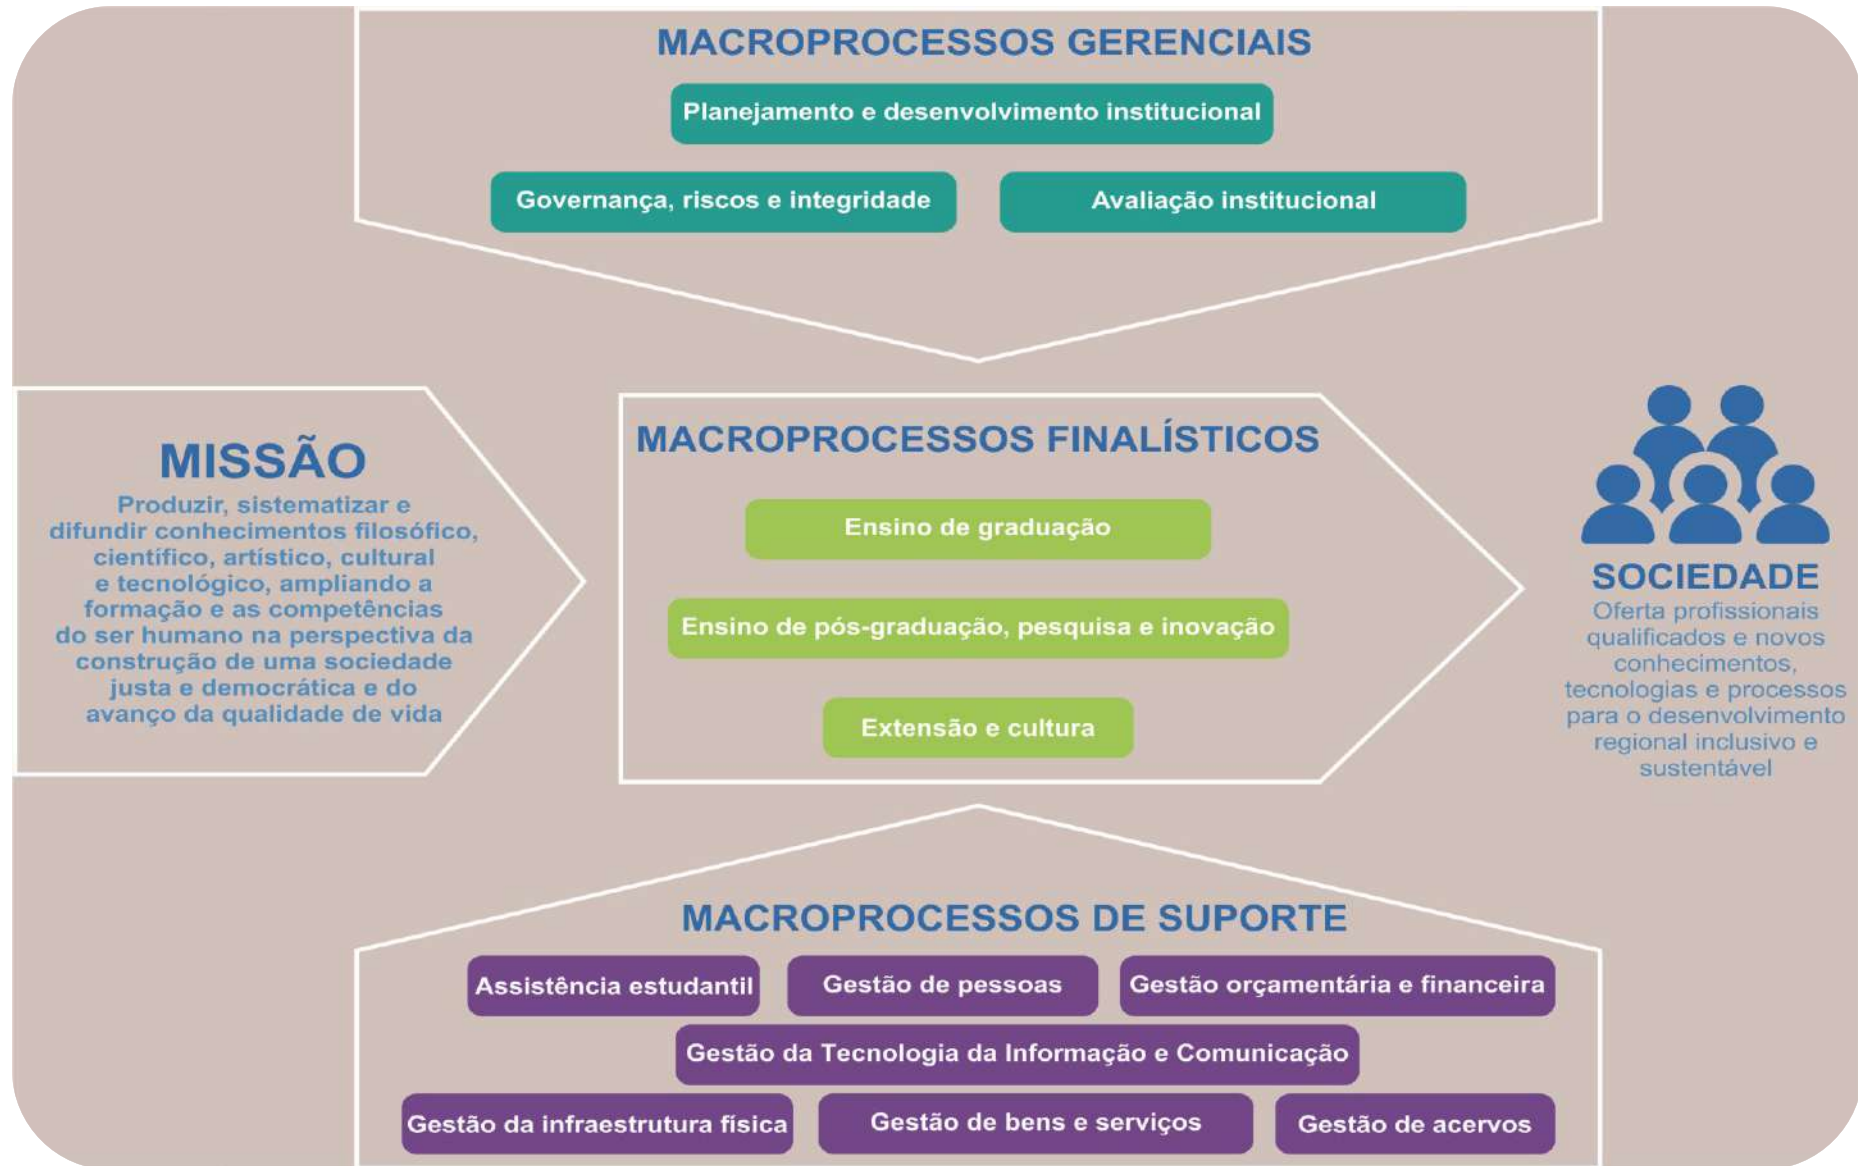 MACROPROCESSOS GERENCIAIS
Planejamento e desenvolvimento institucional
Governança, riscos e integridade
Avaliação institucional
MISSÃO
Produzir, sistematizar e
difundir conhecimentos filosófico,
científico, artístico, cultural
e tecnológico, ampliando a
formação e as competências
do ser humano na perspectiva da
construção de uma sociedade
justa e democrática e do
avanço da qualidade de vida
MACROPROCESSOS FINALÍSTICOS
Ensino de graduação
Ensino de pós-graduação, pesquisa e inovação
Extensão e cultura
SOCIEDADE
Oferta profissionais
qualificados e novos
conhecimentos,
tecnologias e processos
para o desenvolvimento
regional inclusivo e
sustentável
MACROPROCESSOS DE SUPORTE
Assistência estudantil
Gestão de pessoas
Gestão orçamentária e financeira
Gestão da Tecnologia da Informação e Comunicação
Gestão da infraestrutura física
Gestão de bens e serviços
Gestão de acervos